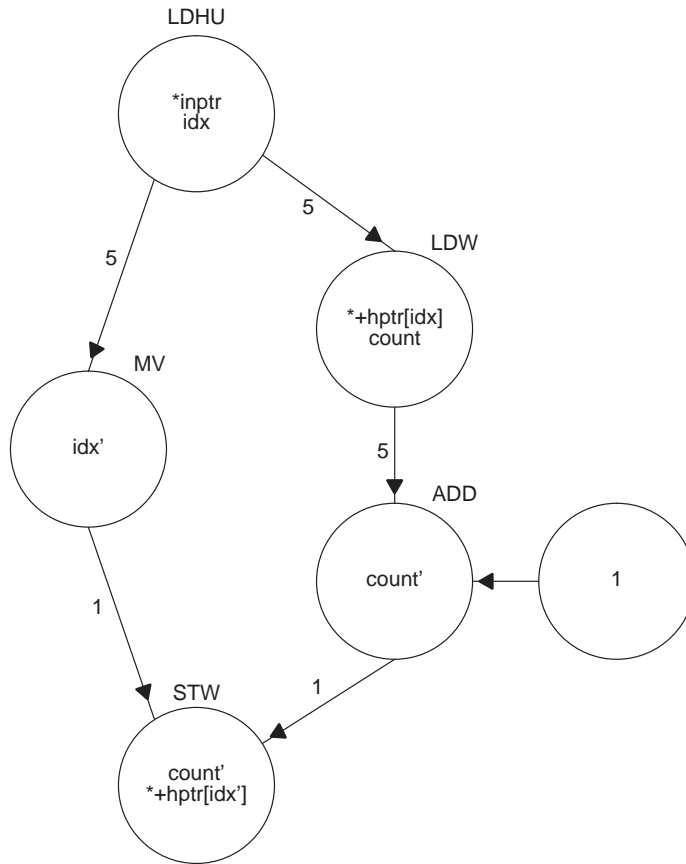 LDHU
*inptr
idx
5
5
LDW
*+hptr[idx]
count
MV
idx’
5
ADD
count’
1
1
1
STW
count’
*+hptr[idx’]